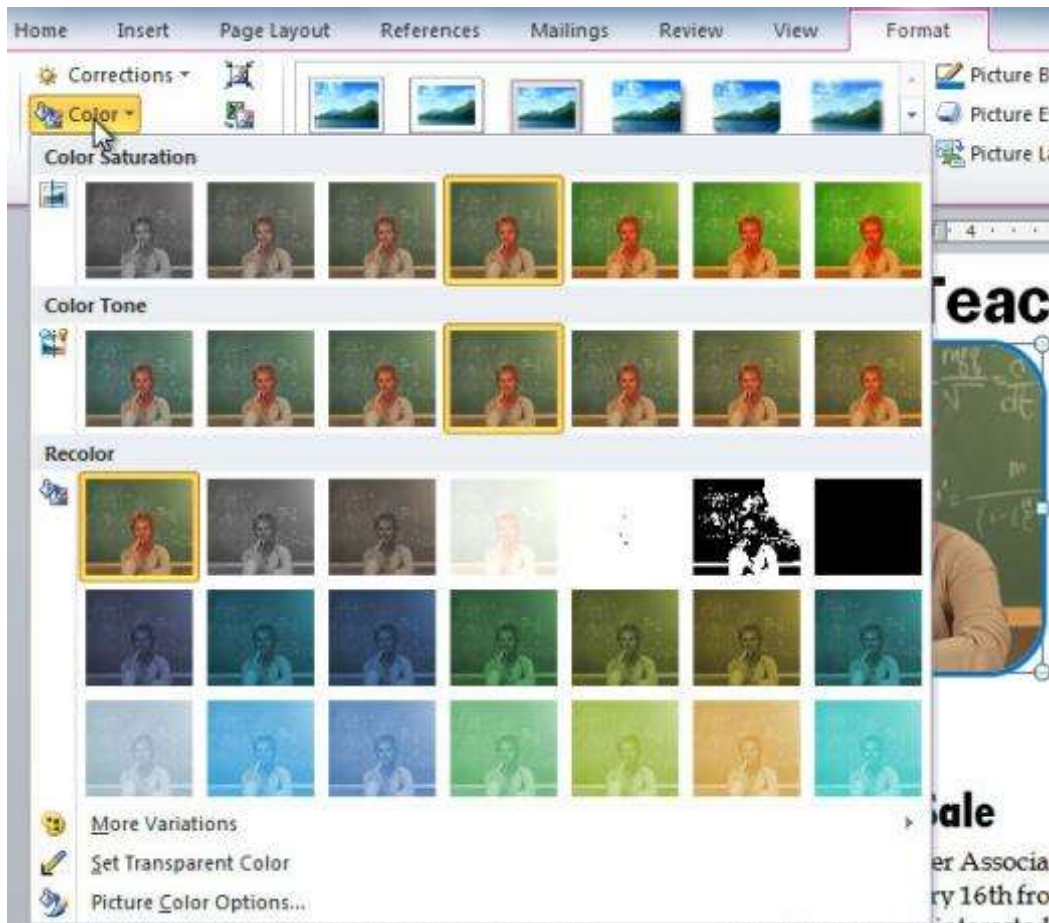 Home Insert Page Layout References Mailings Review View Format
Corrections
Color
Picture B
Picture E
Picture La
Color Saturation
4
Color Tone
Teac
Recolor
More Variations
Set Transparent Color
Picture Color Options...
Sale
er Associa
ry 16th fro